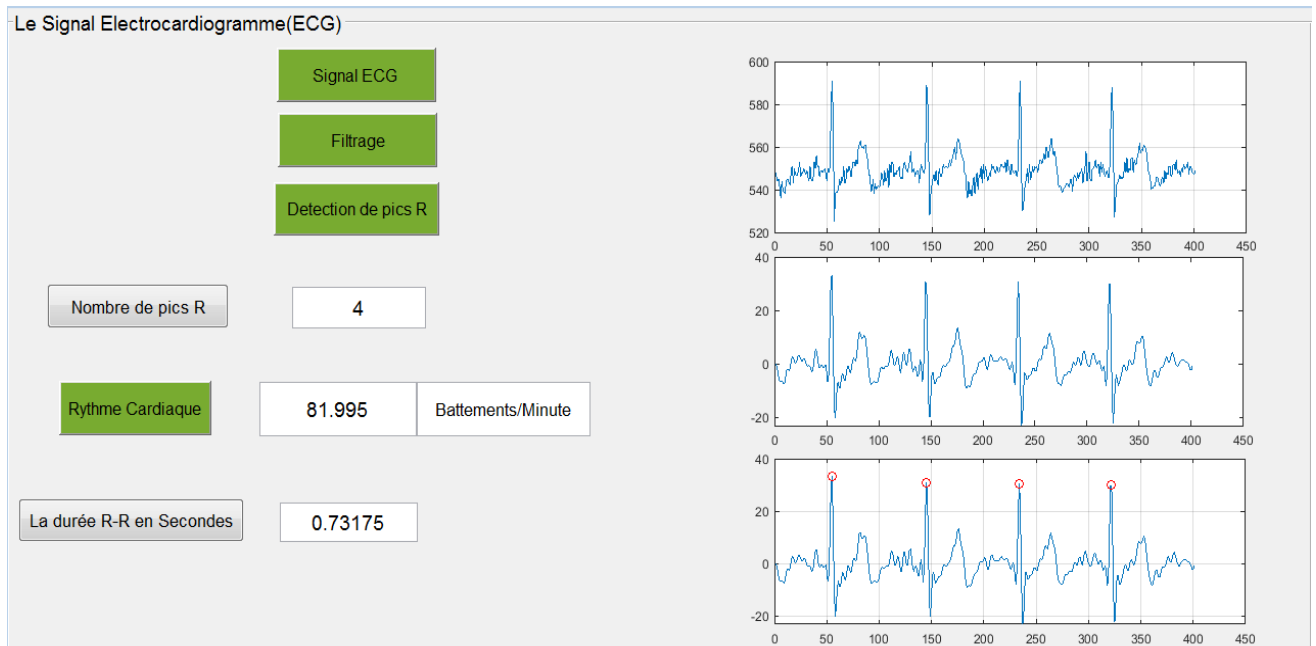 Le Signal Electrocardiogramme(ECG)
Signal ECG
Filtrage
Detection de pics R
Nombre de pics R
4
Rythme Cardiaque
81.995
Battements/Minute
La durée R-R en Secondes
0.73175
600
580
560
540
520
0 50 100 150 200 250 300 350 400 450
40
20
0
-20
0 50 100 150 200 250 300 350 400 450
40
20
0
-20
0 50 100 150 200 250 300 350 400 450